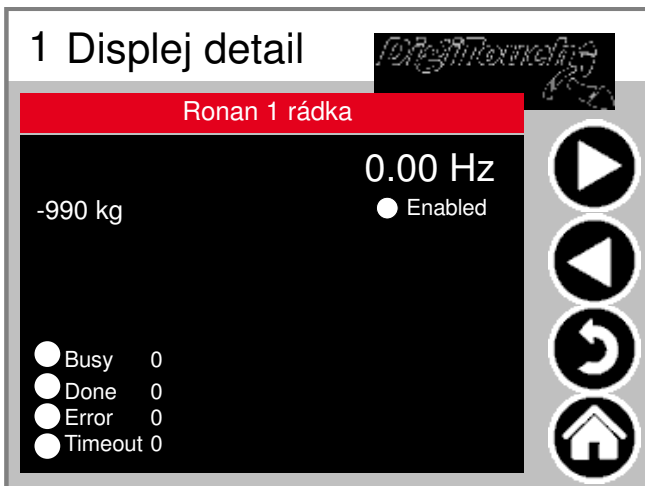 1 Displej detail
DigiTouch
Ronan 1 rádka
0.00 Hz
-990 kg
Enabled
Busy 0
Done 0
Error 0
Timeout 0